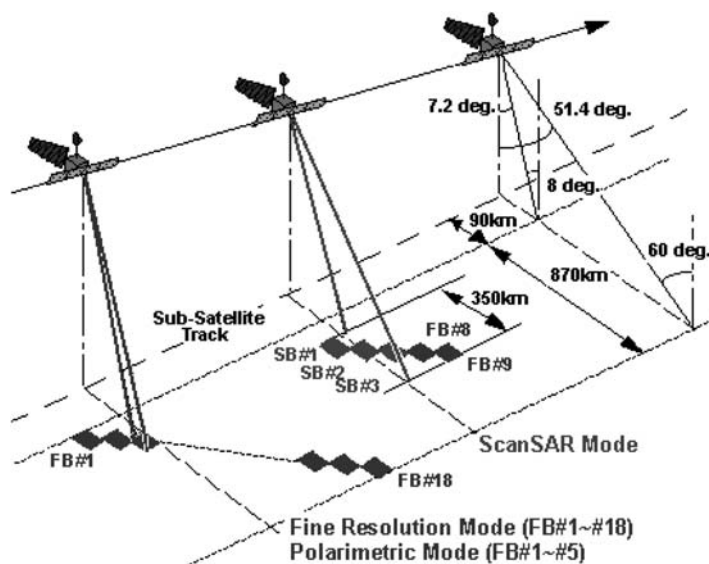 7.2 deg.
51.4 deg.
8 deg.
90km
60 deg.
870km
350km
Sub-Satellite
Track
FB#8
SB#1
SB#2
FB#9
SB#3
ScanSAR Mode
FB#1
FB#18
Fine Resolution Mode (FB#1~#18)
Polarimetric Mode (FB#1~#5)